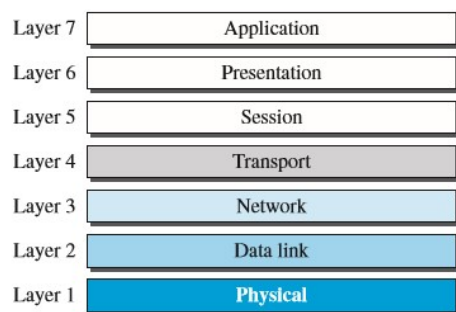 Layer 7 Application
Layer 6 Presentation
Layer 5 Session
Layer 4 Transport
Layer 3 Network
Layer 2 Data link
Layer 1 Physical